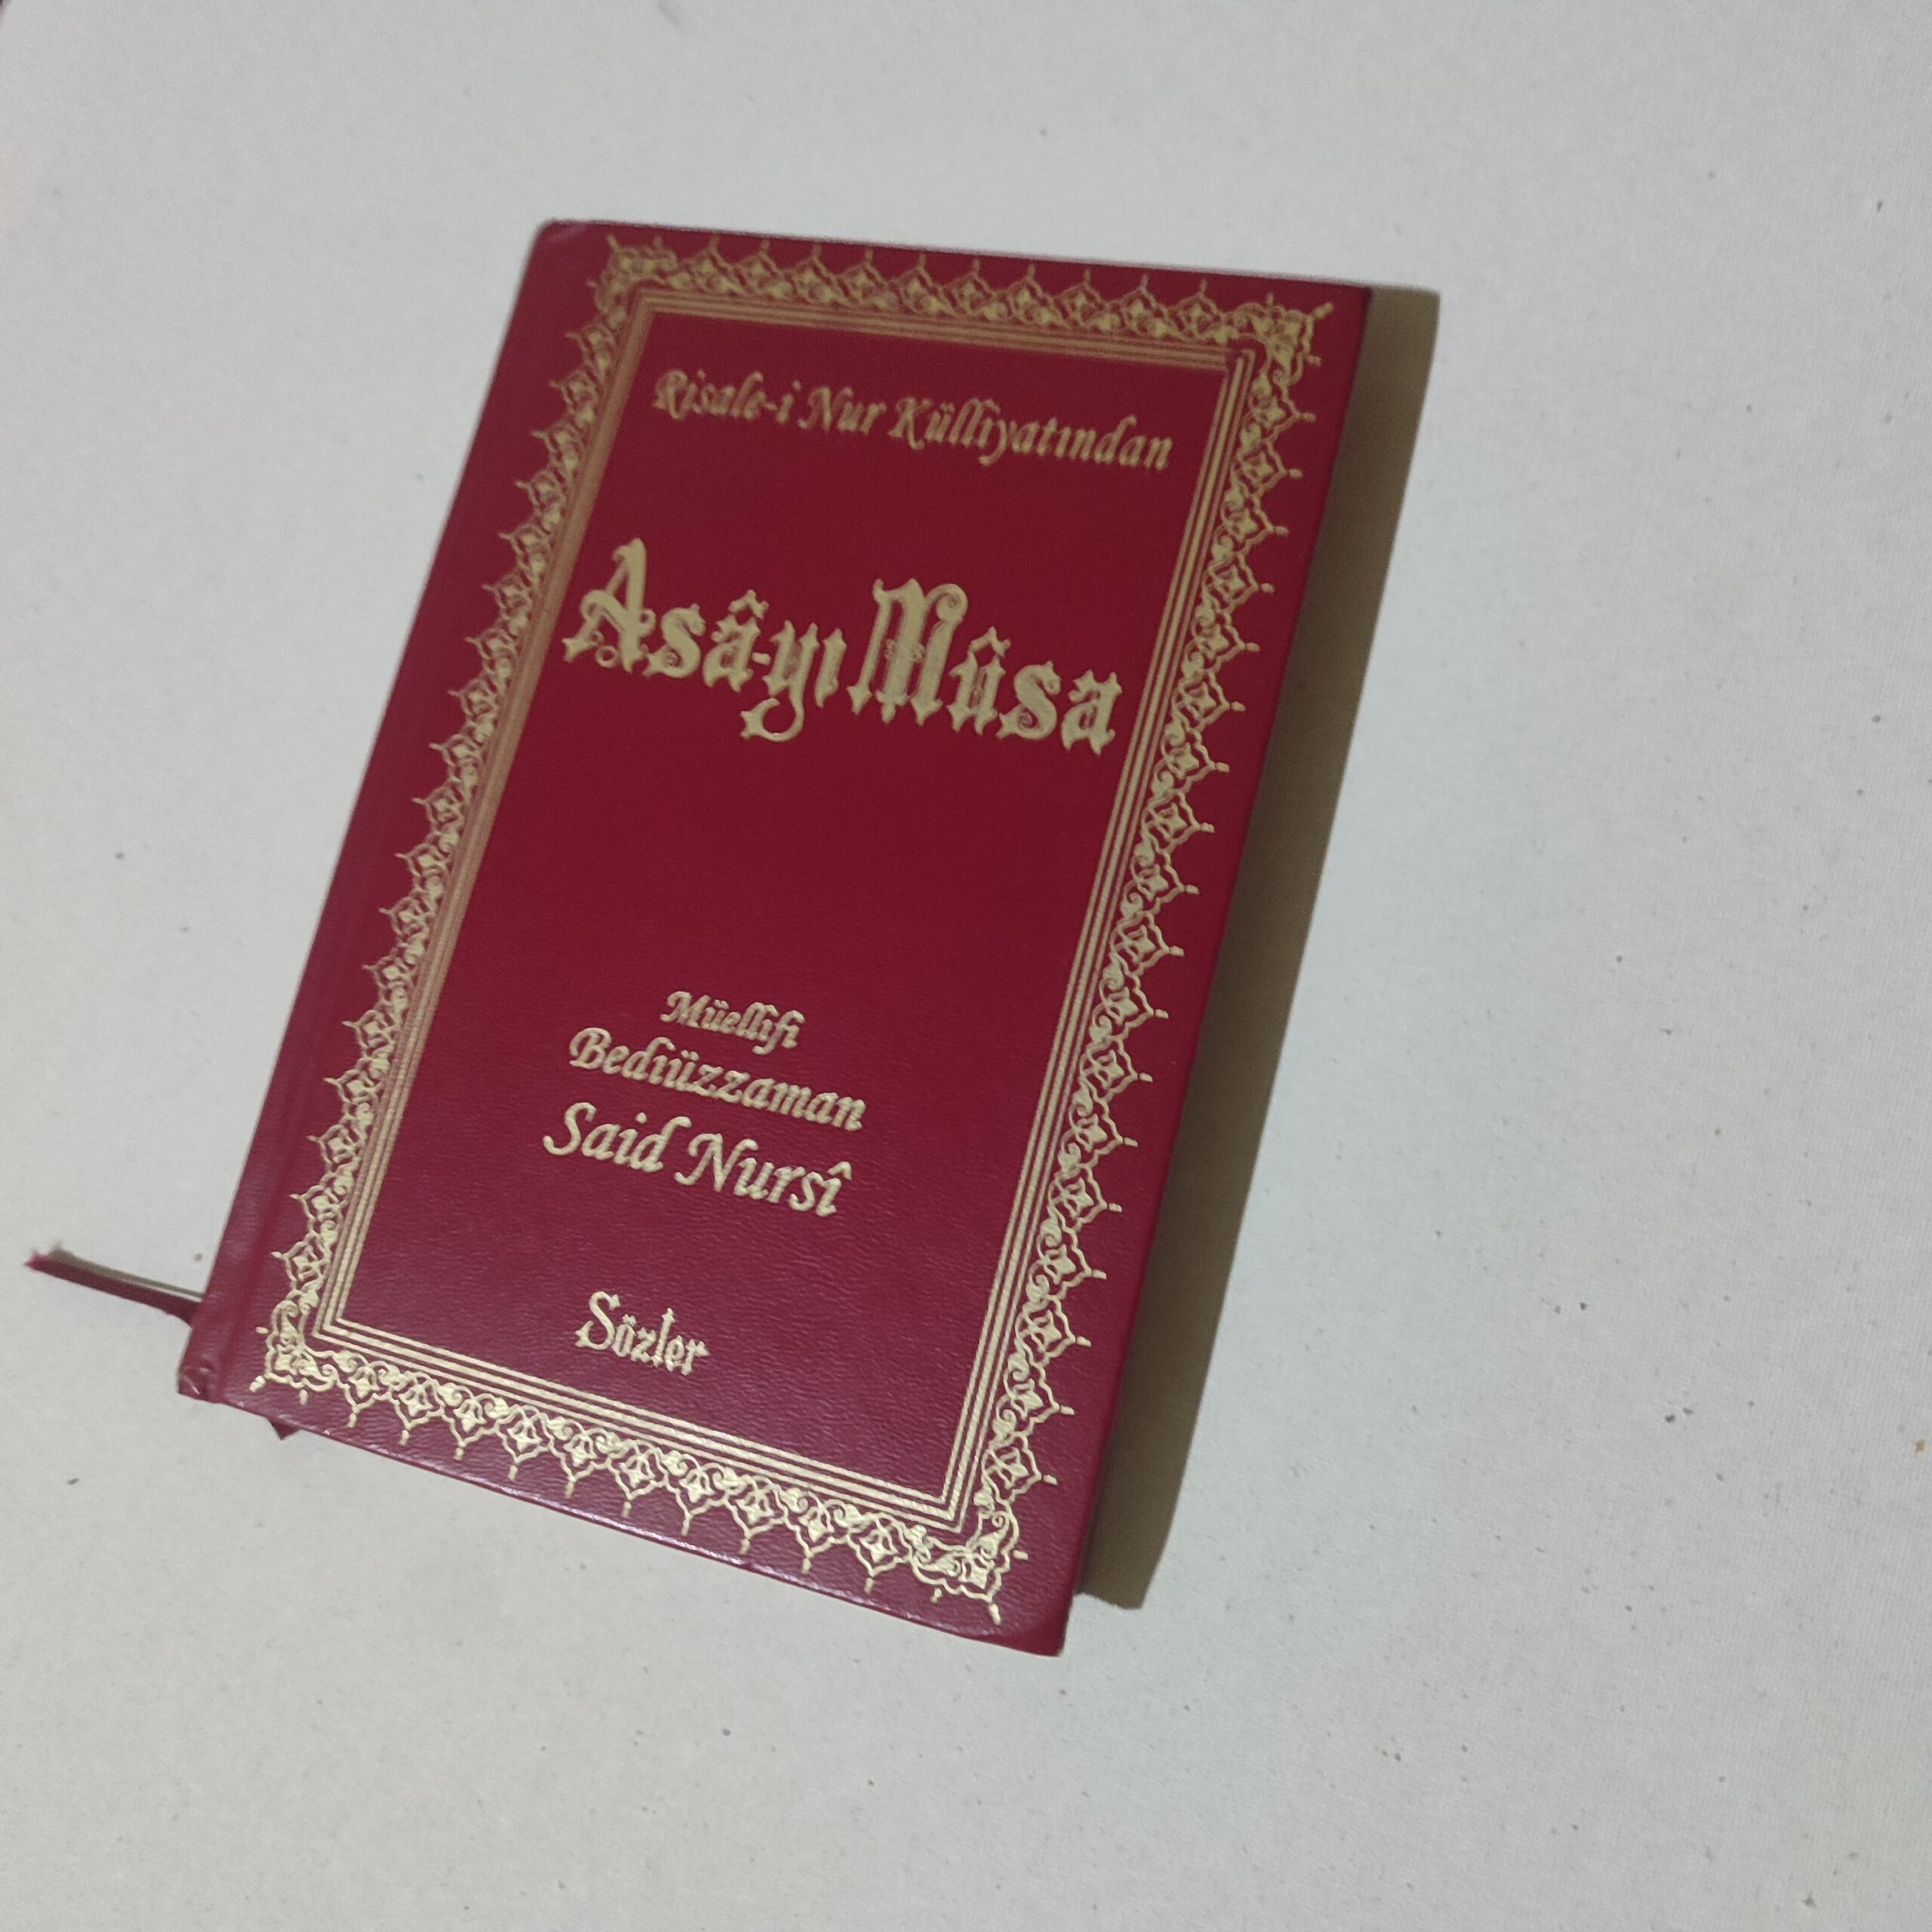 Risale-i Nur Külliyatından
Asâ-yı Mûsa
Müellifi
Bediüzzaman
Said Nursî
Sözler